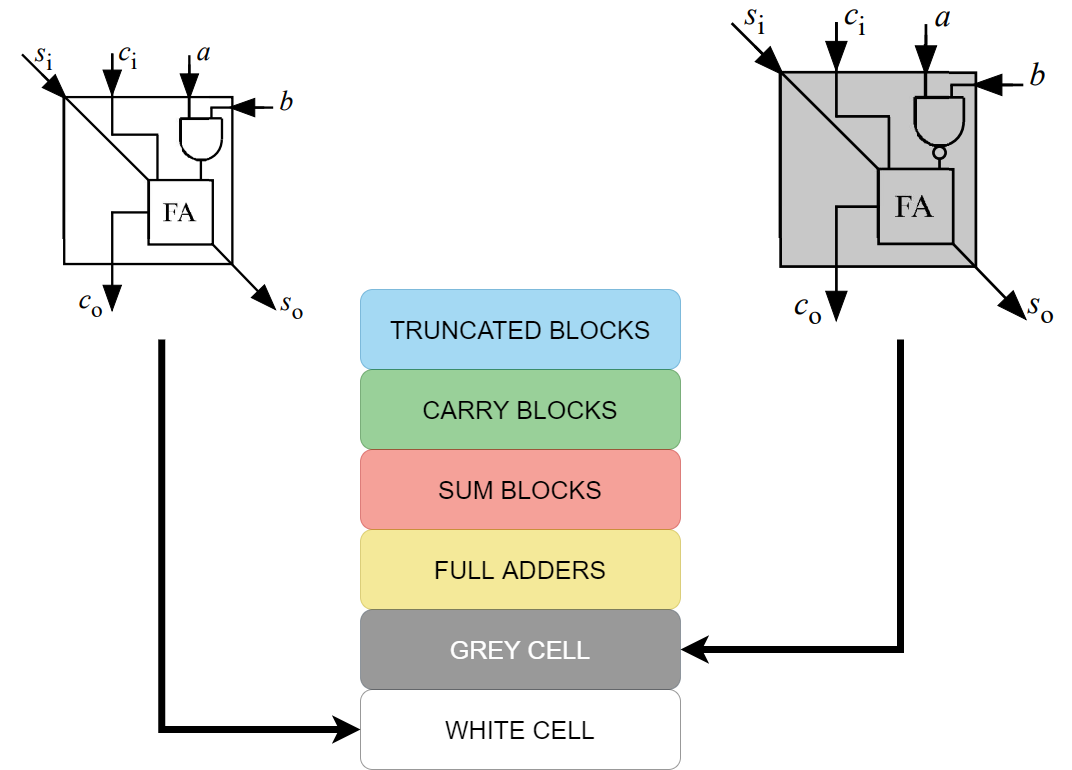 s_i c_i a
b
FA
c_o s_o
s_i c_i a
b
FA
c_o s_o
TRUNCATED BLOCKS
CARRY BLOCKS
SUM BLOCKS
FULL ADDERS
GREY CELL
WHITE CELL